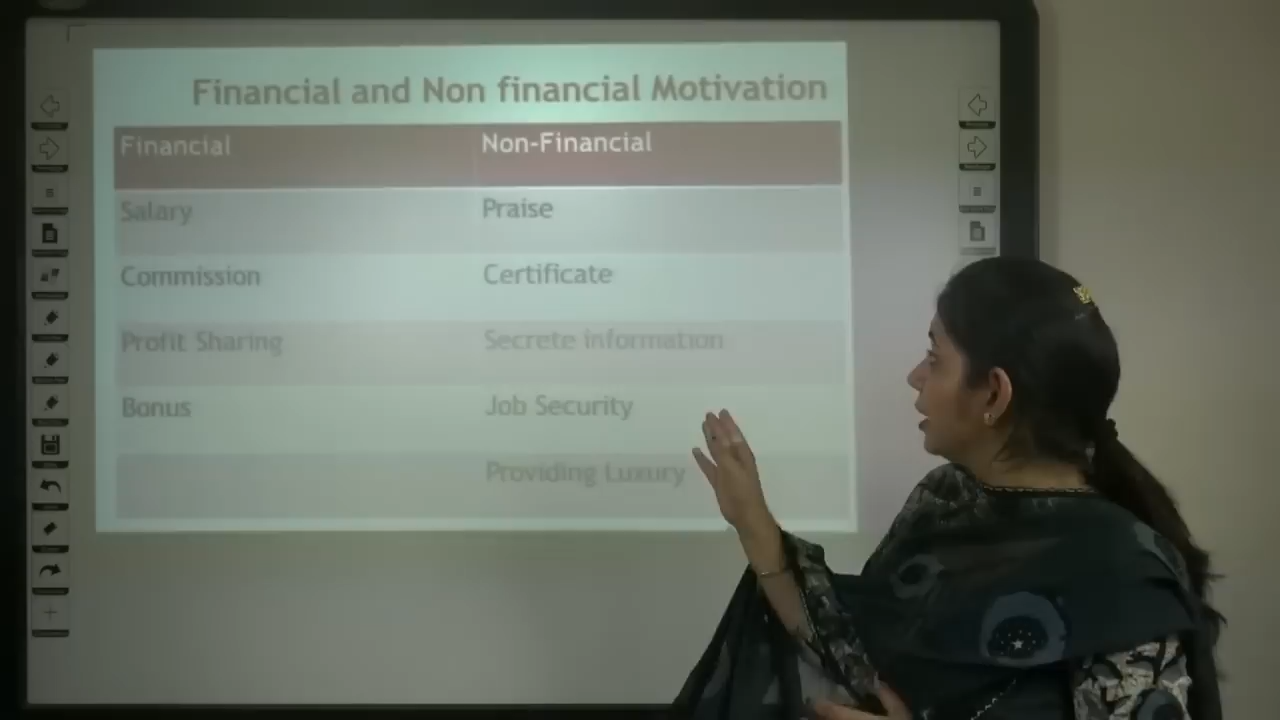 Financial and Non financial Motivation
Financial Non-Financial
Salary Praise
Commission Certificate
Profit Sharing Secrete information
Bonus Job Security
Providing Luxury